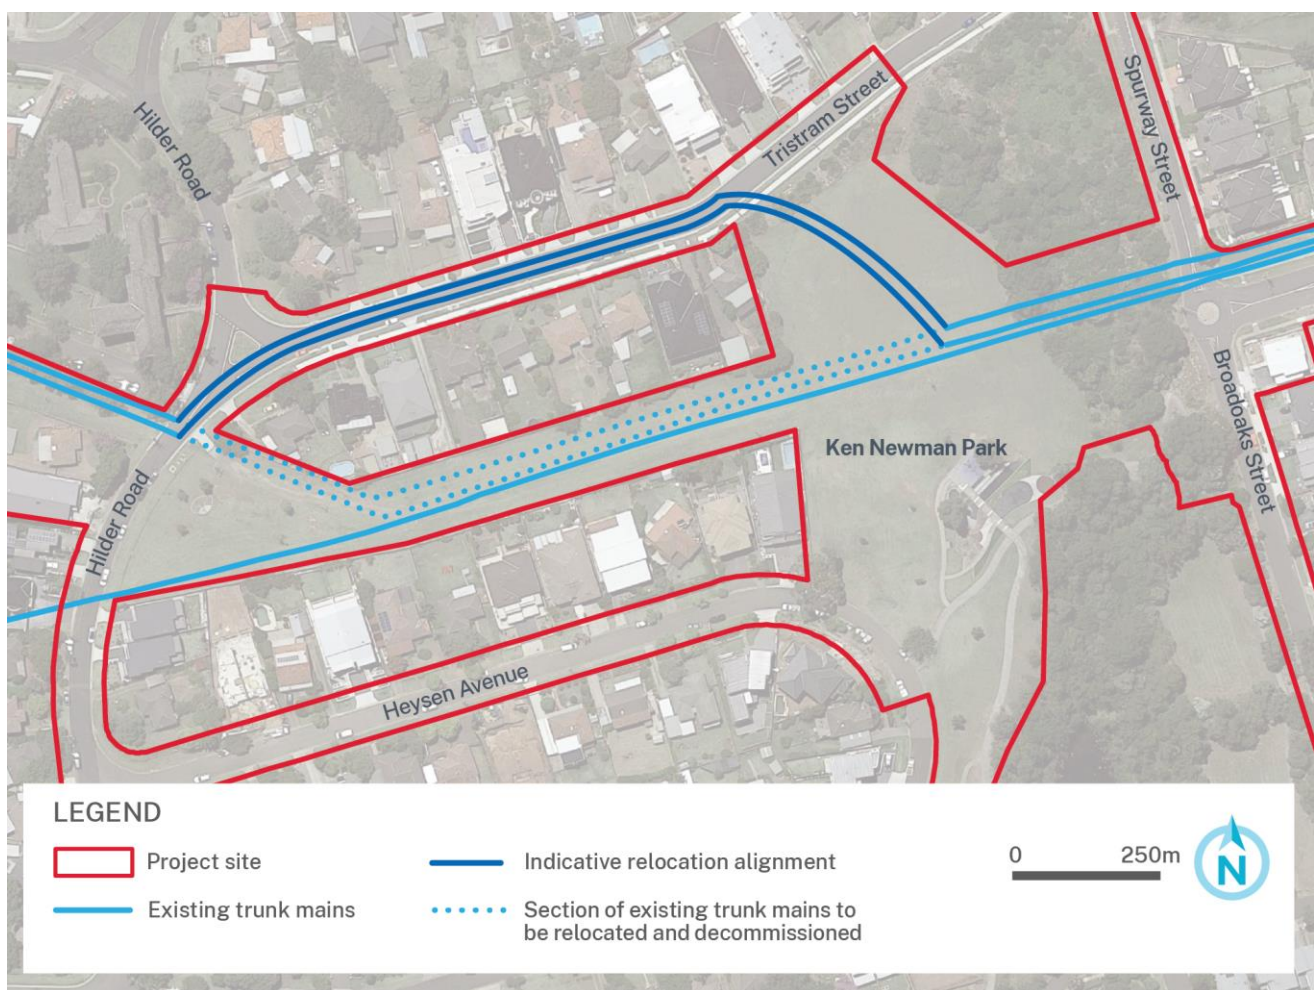 Hilder Road
Tristram Street
Spurway Street
Ken Newman Park
Broadoaks Street
Hilder Road
Heysen Avenue
LEGEND
Project site
Indicative relocation alignment
0 250m
N
Existing trunk mains
Section of existing trunk mains to
be relocated and decommissioned